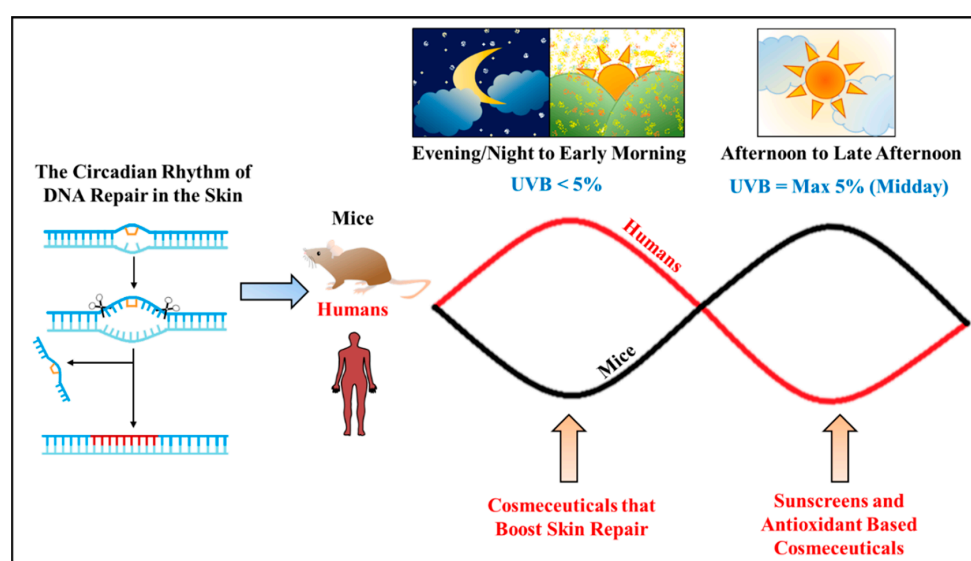 The Circadian Rhythm of
DNA Repair in the Skin
Mice
Humans
Evening/Night to Early Morning
UVB < 5%
Afternoon to Late Afternoon
UVB = Max 5% (Midday)
Humans
Mice
Cosmeceuticals that
Boost Skin Repair
Sunscreens and
Antioxidant Based
Cosmeceuticals